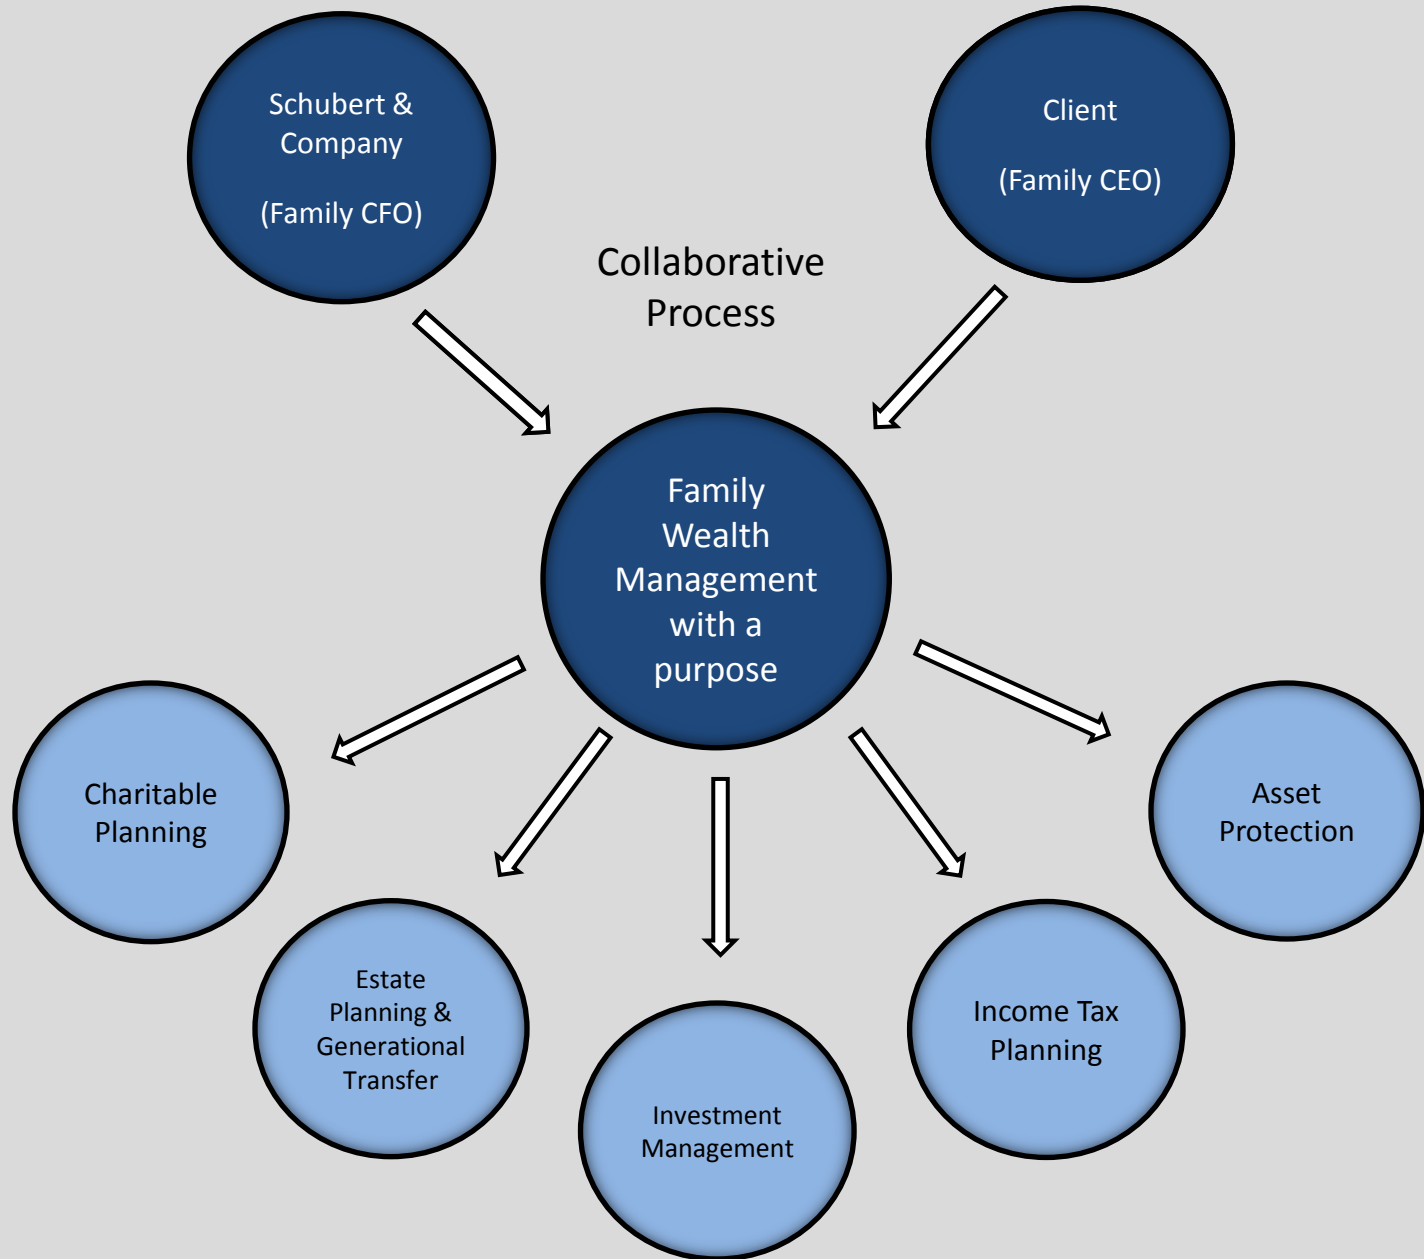 Schubert &
Company
(Family CFO)
Client
(Family CEO)
Collaborative
Process
Family
Wealth
Management
with a
purpose
Charitable
Planning
Asset
Protection
Estate
Planning &
Generational
Transfer
Income Tax
Planning
Investment
Management